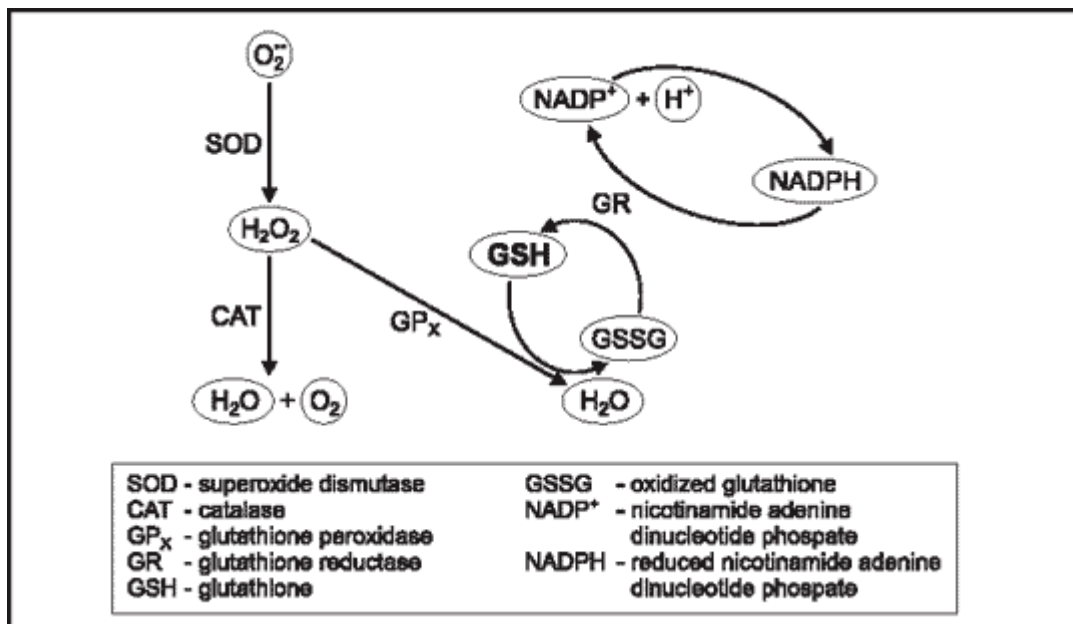 O₂•−
NADP⁺ + H⁺
SOD
NADPH
GR
H₂O₂
GSH
CAT
GPₓ
GSSG
H₂O + O₂
H₂O
SOD - superoxide dismutase
CAT - catalase
GPₓ - glutathione peroxidase
GR - glutathione reductase
GSH - glutathione
GSSG - oxidized glutathione
NADP⁺ - nicotinamide adenine
dinucleotide phospate
NADPH - reduced nicotinamide adenine
dinucleotide phospate